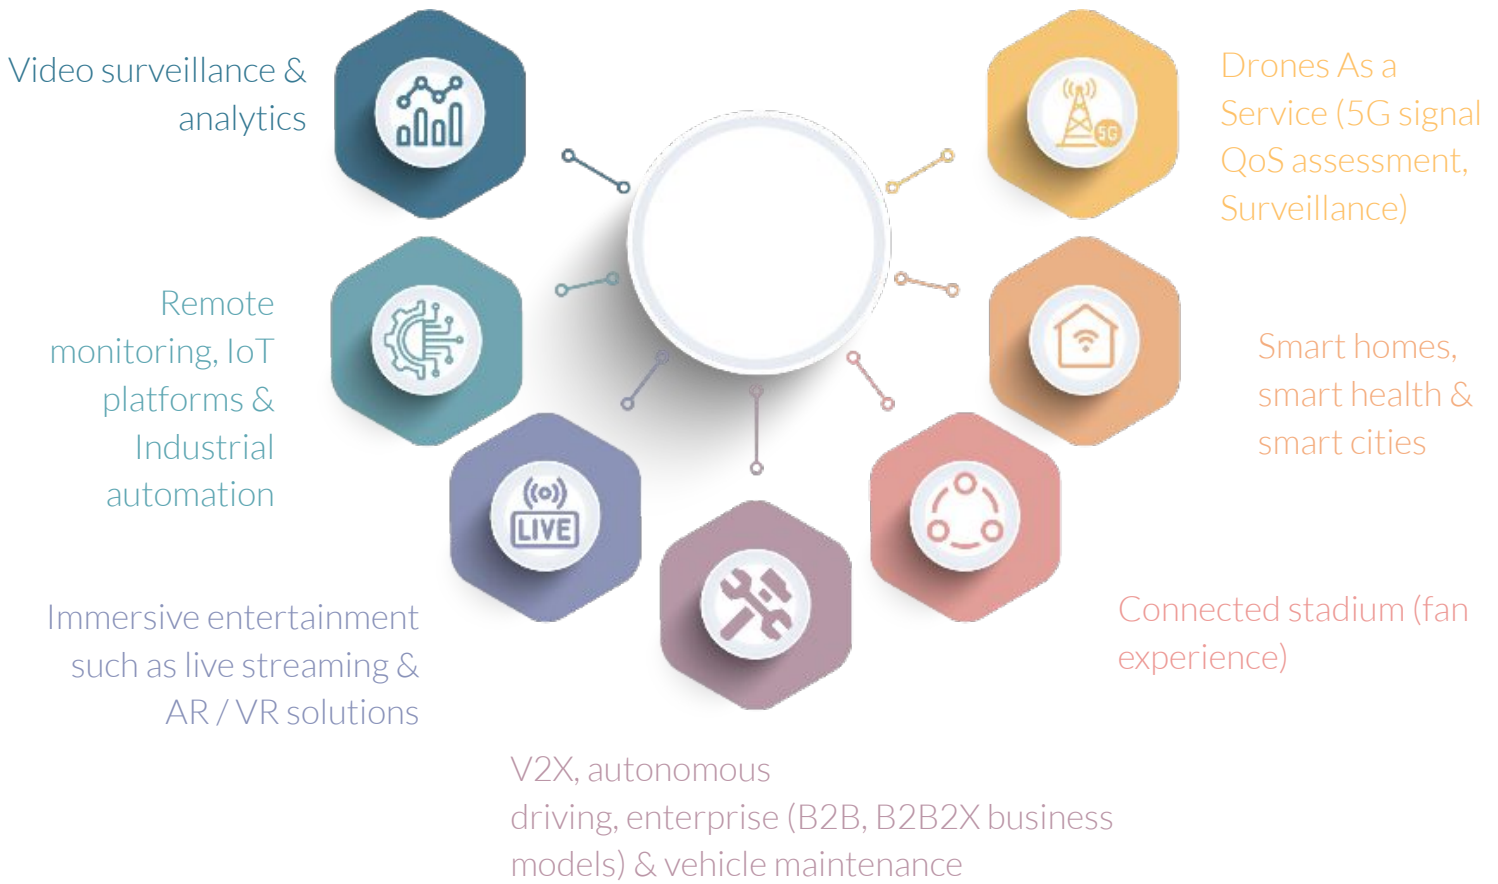 Video surveillance &
analytics
Remote
monitoring, IoT
platforms &
Industrial
automation
LIVE
Immersive entertainment
such as live streaming &
AR / VR solutions
V2X, autonomous
driving, enterprise (B2B, B2B2X business
models) & vehicle maintenance
Connected stadium (fan
experience)
Smart homes,
smart health &
smart cities
5G
Drones As a
Service (5G signal
QoS assessment,
Surveillance)